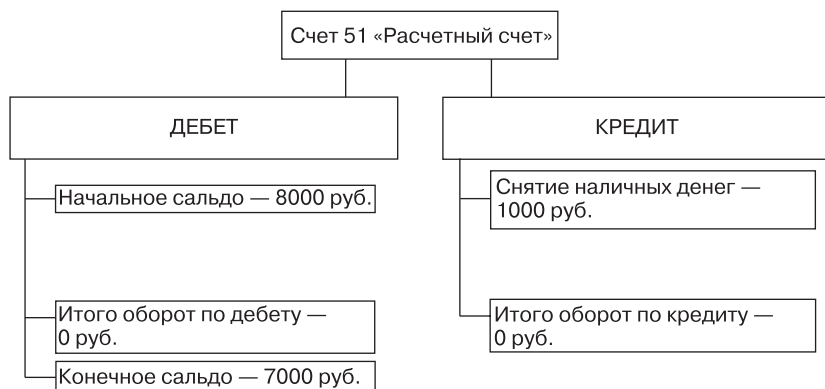 Счет 51 «Расчетный счет»
ДЕБЕТ
КРЕДИТ
Начальное сальдо — 8000 руб.
Снятие наличных денег —
1000 руб.
Итого оборот по дебету —
0 руб.
Итого оборот по кредиту —
0 руб.
Конечное сальдо — 7000 руб.